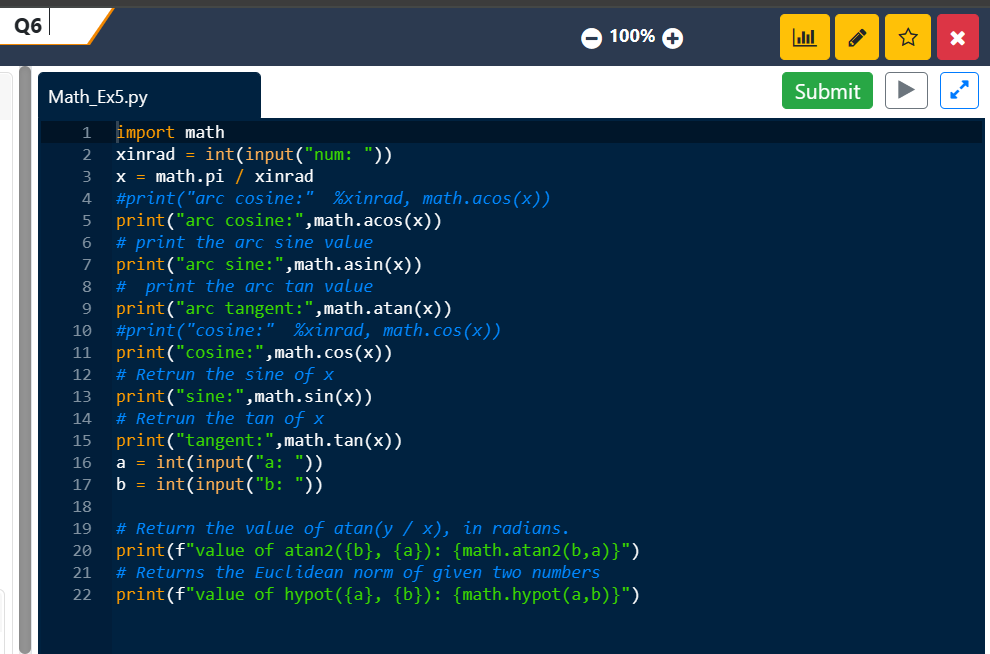 Q6
100%
Math_Ex5.py
Submit
1 import math
2 xinrad = int(input("num: "))
3 x = math.pi / xinrad
4 #print("arc cosine:"  %xinrad, math.acos(x))
5 print("arc cosine:",math.acos(x))
6 # print the arc sine value
7 print("arc sine:",math.asin(x))
8 #  print the arc tan value
9 print("arc tangent:",math.atan(x))
10 #print("cosine:"  %xinrad, math.cos(x))
11 print("cosine:",math.cos(x))
12 # Retrun the sine of x
13 print("sine:",math.sin(x))
14 # Retrun the tan of x
15 print("tangent:",math.tan(x))
16 a = int(input("a: "))
17 b = int(input("b: "))
18
19 # Return the value of atan(y / x), in radians.
20 print(f"value of atan2({b}, {a}): {math.atan2(b,a)}")
21 # Returns the Euclidean norm of given two numbers
22 print(f"value of hypot({a}, {b}): {math.hypot(a,b)}")